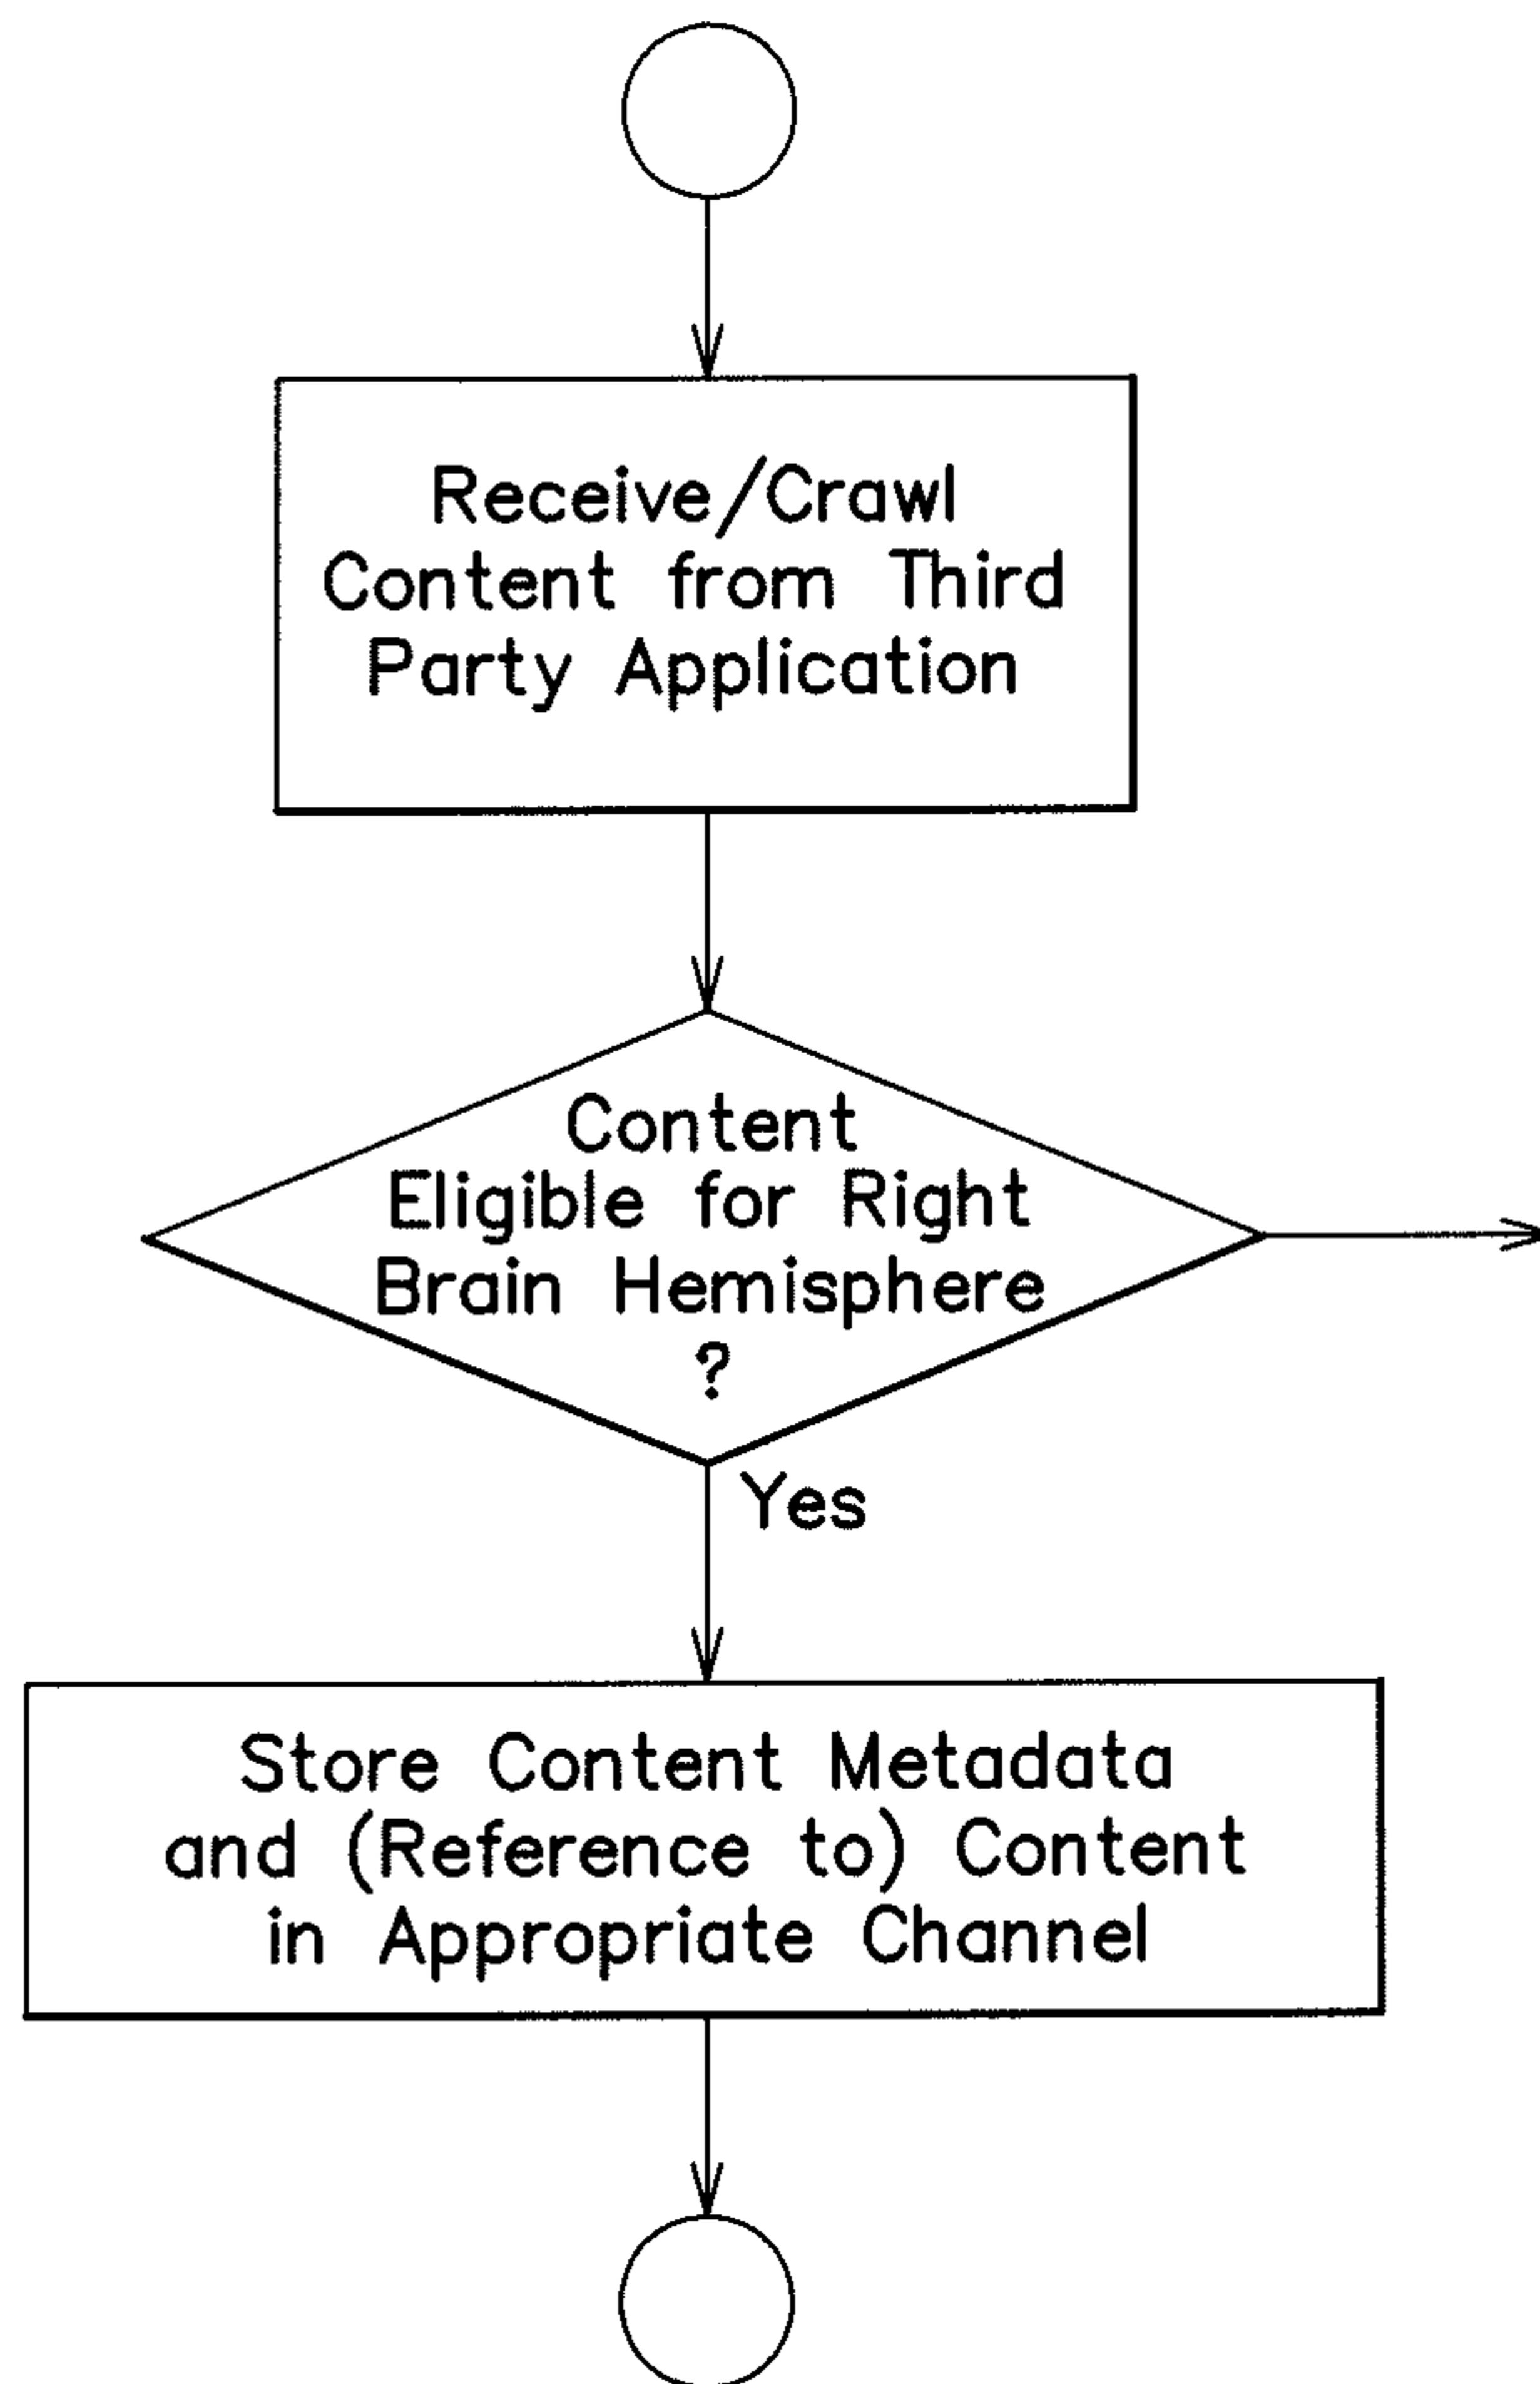 Receive/Crawl
Content from Third
Party Application
Content
Eligible for Right
Brain Hemisphere
?
Yes
Store Content Metadata
and (Reference to) Content
in Appropriate Channel